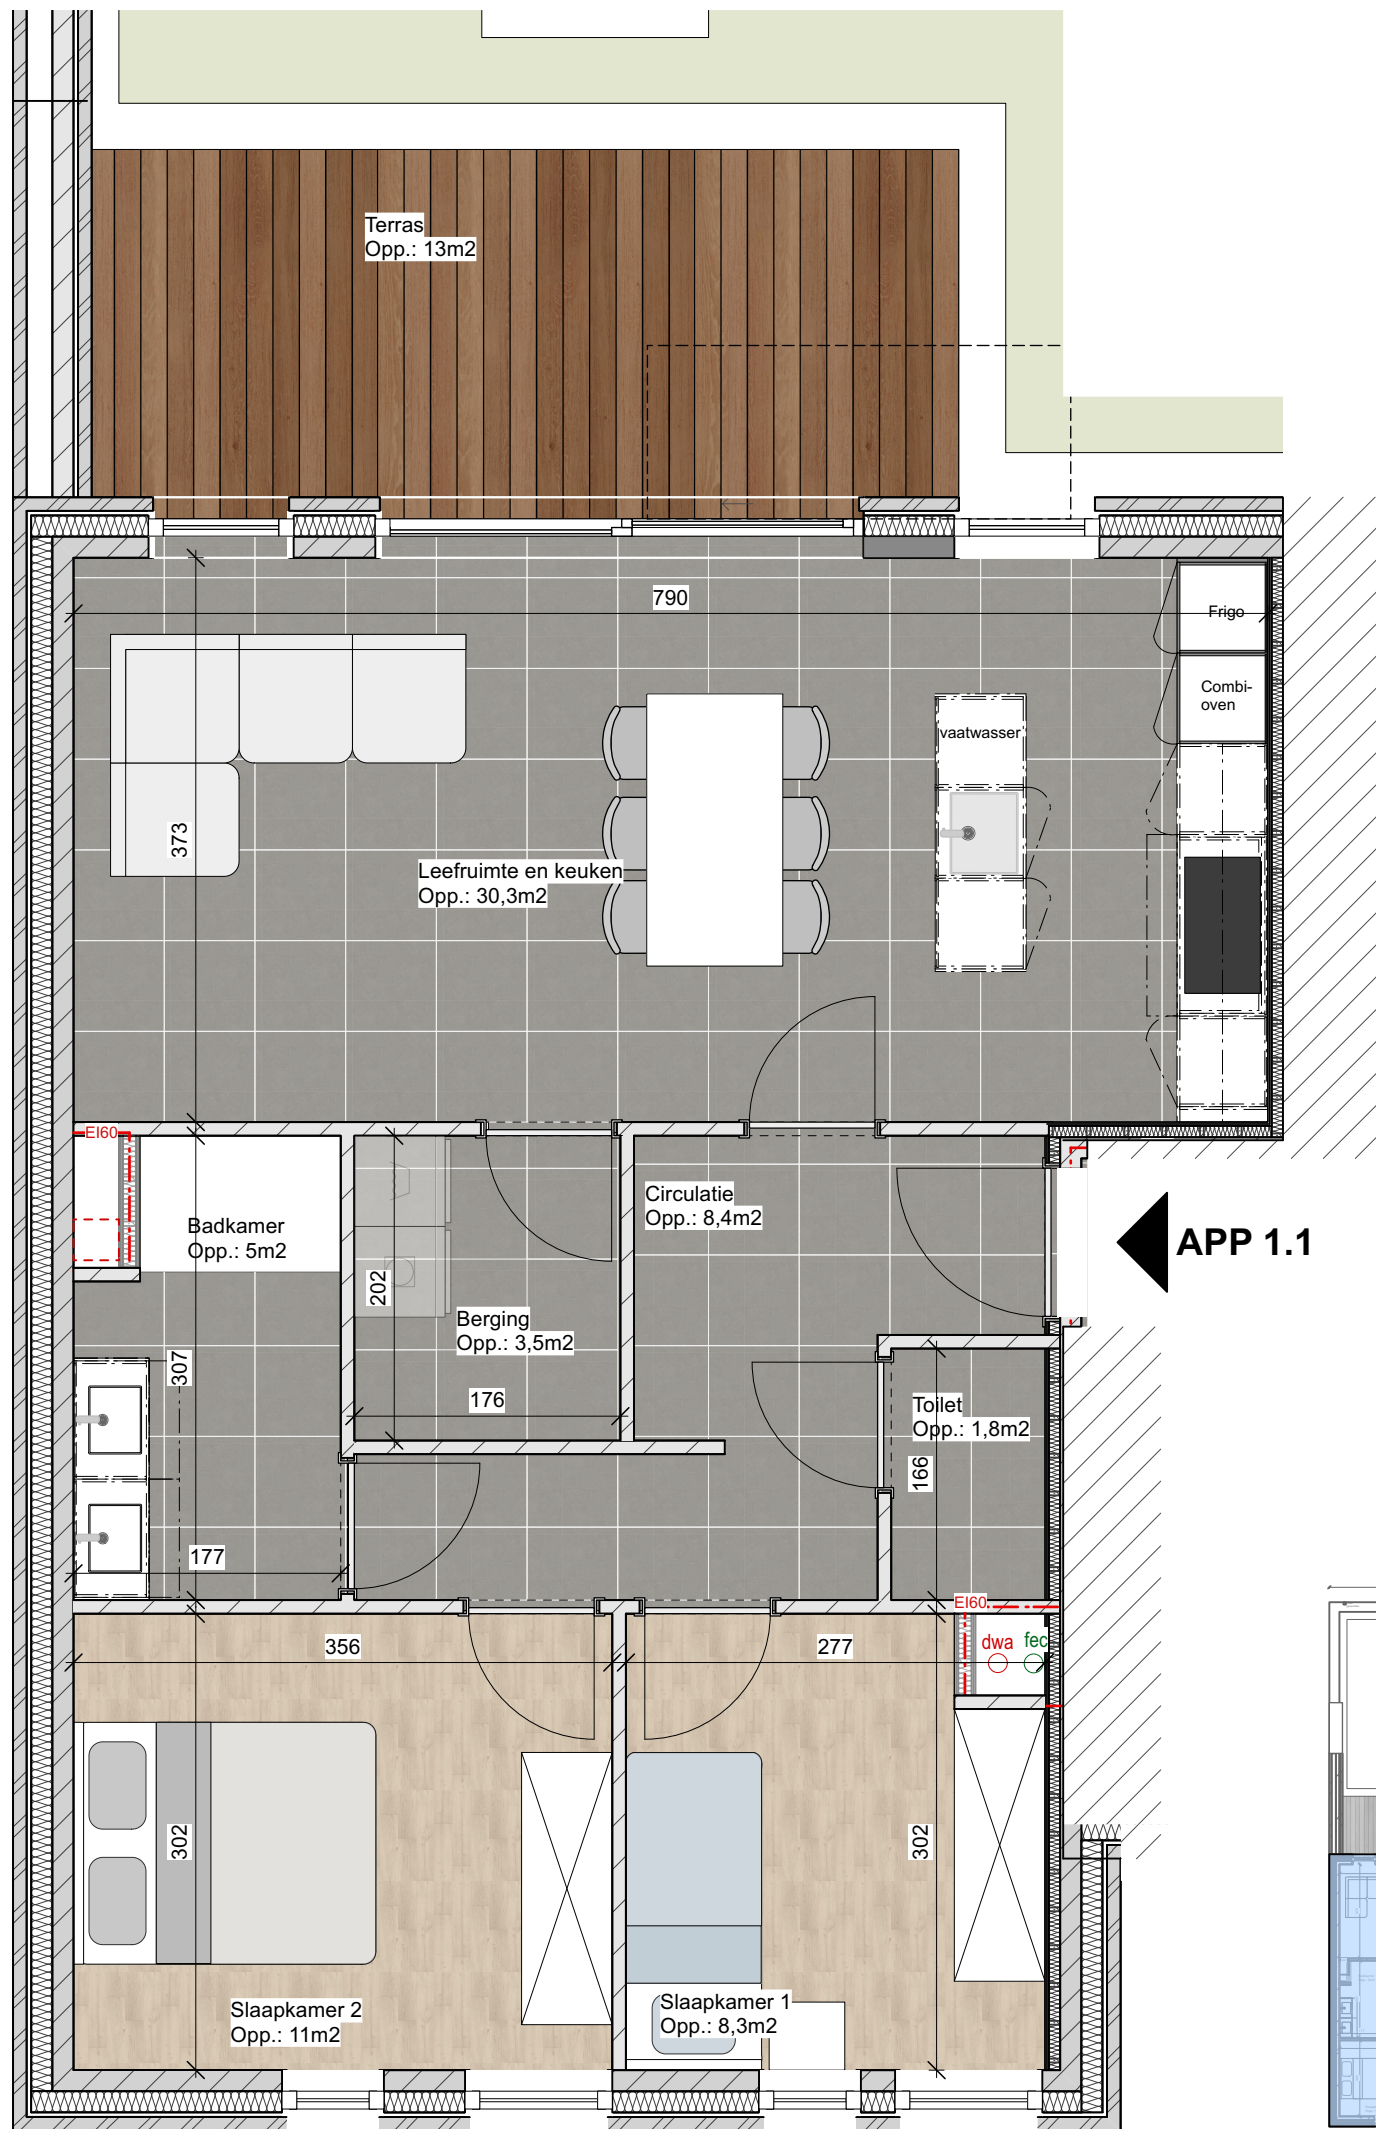 Terras
Opp.: 13m2
790
Frigo
Combi-
oven
vaatwasser
373
Leefruimte en keuken
Opp.: 30,3m2
EI60
Badkamer
Opp.: 5m2
Circulatie
Opp.: 8,4m2
APP 1.1
202
Berging
Opp.: 3,5m2
307
176
Toilet
Opp.: 1,8m2
166
177
EI60
356
277
dwa
fec
302
302
Slaapkamer 2
Opp.: 11m2
Slaapkamer 1
Opp.: 8,3m2